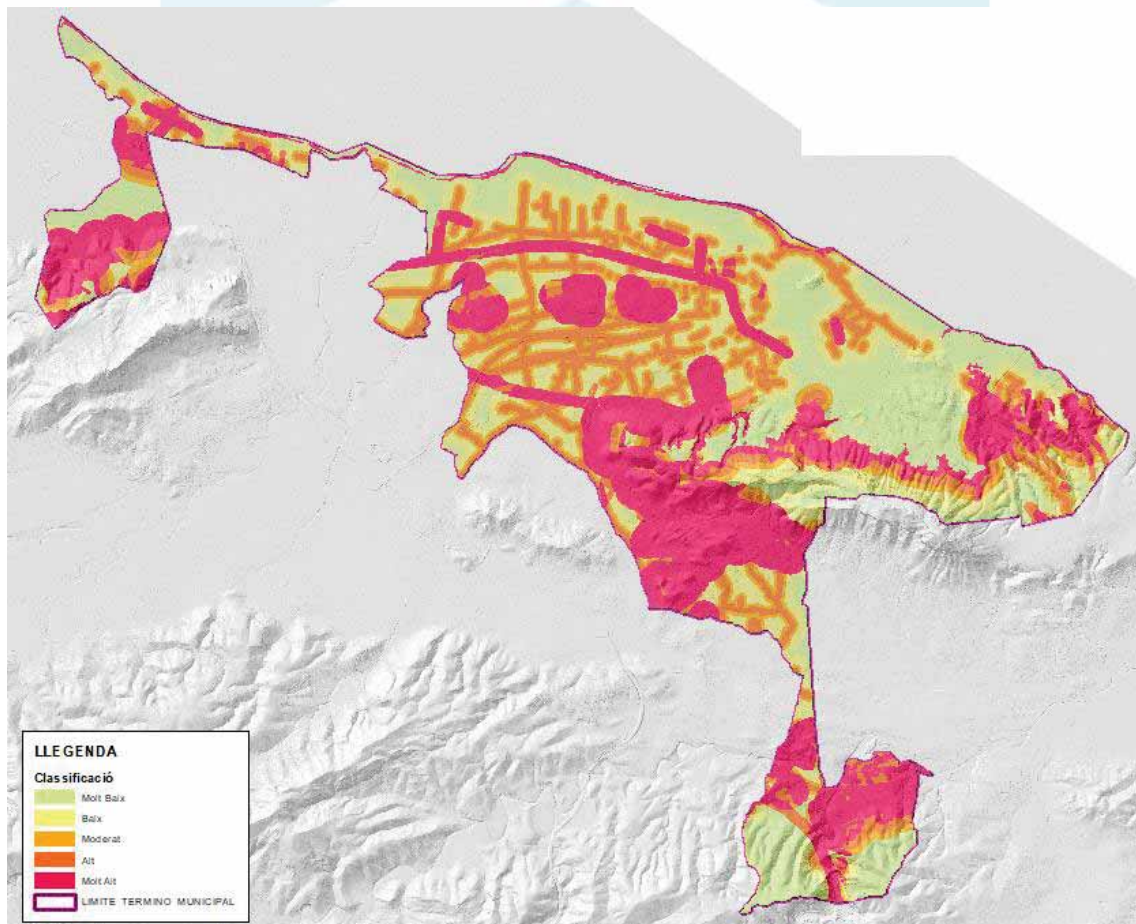 LLEGENDA
Classificació
Molt Baix
Baix
Moderat
Alt
Molt Alt
LIMITE TERMINO MUNICIPAL